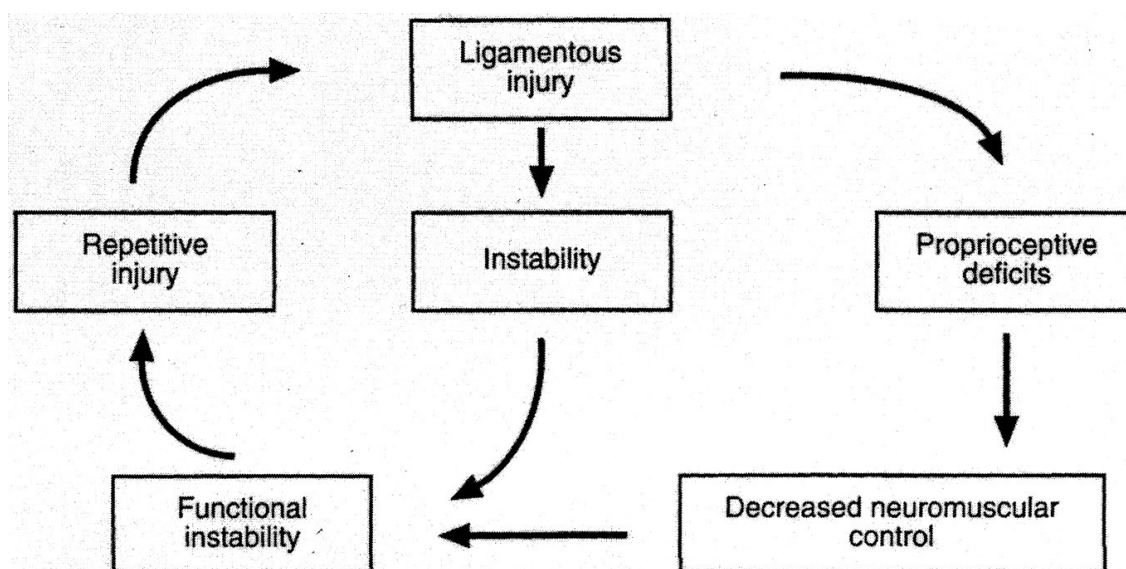 Ligamentous
injury
Repetitive
injury
Instability
Proprioceptive
deficits
Functional
instability
Decreased neuromuscular
control